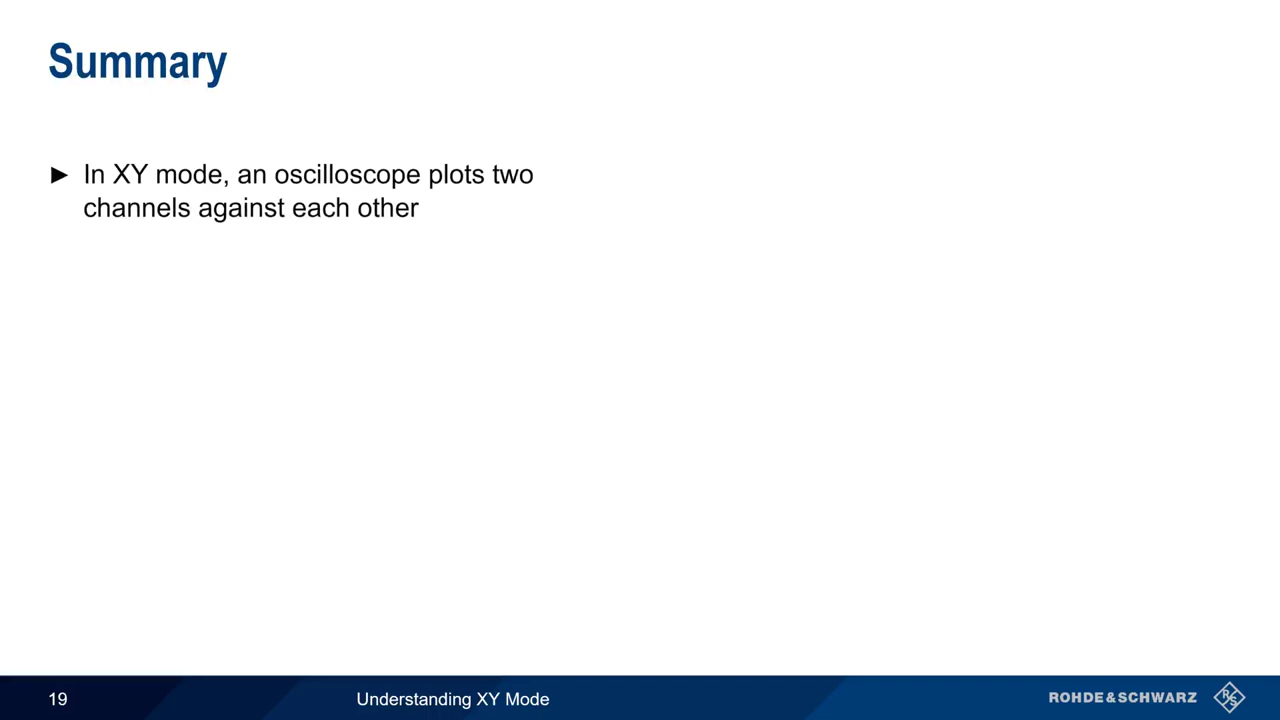 Summary
► In XY mode, an oscilloscope plots two
channels against each other
19
Understanding XY Mode
ROHDE&SCHWARZ
R&S